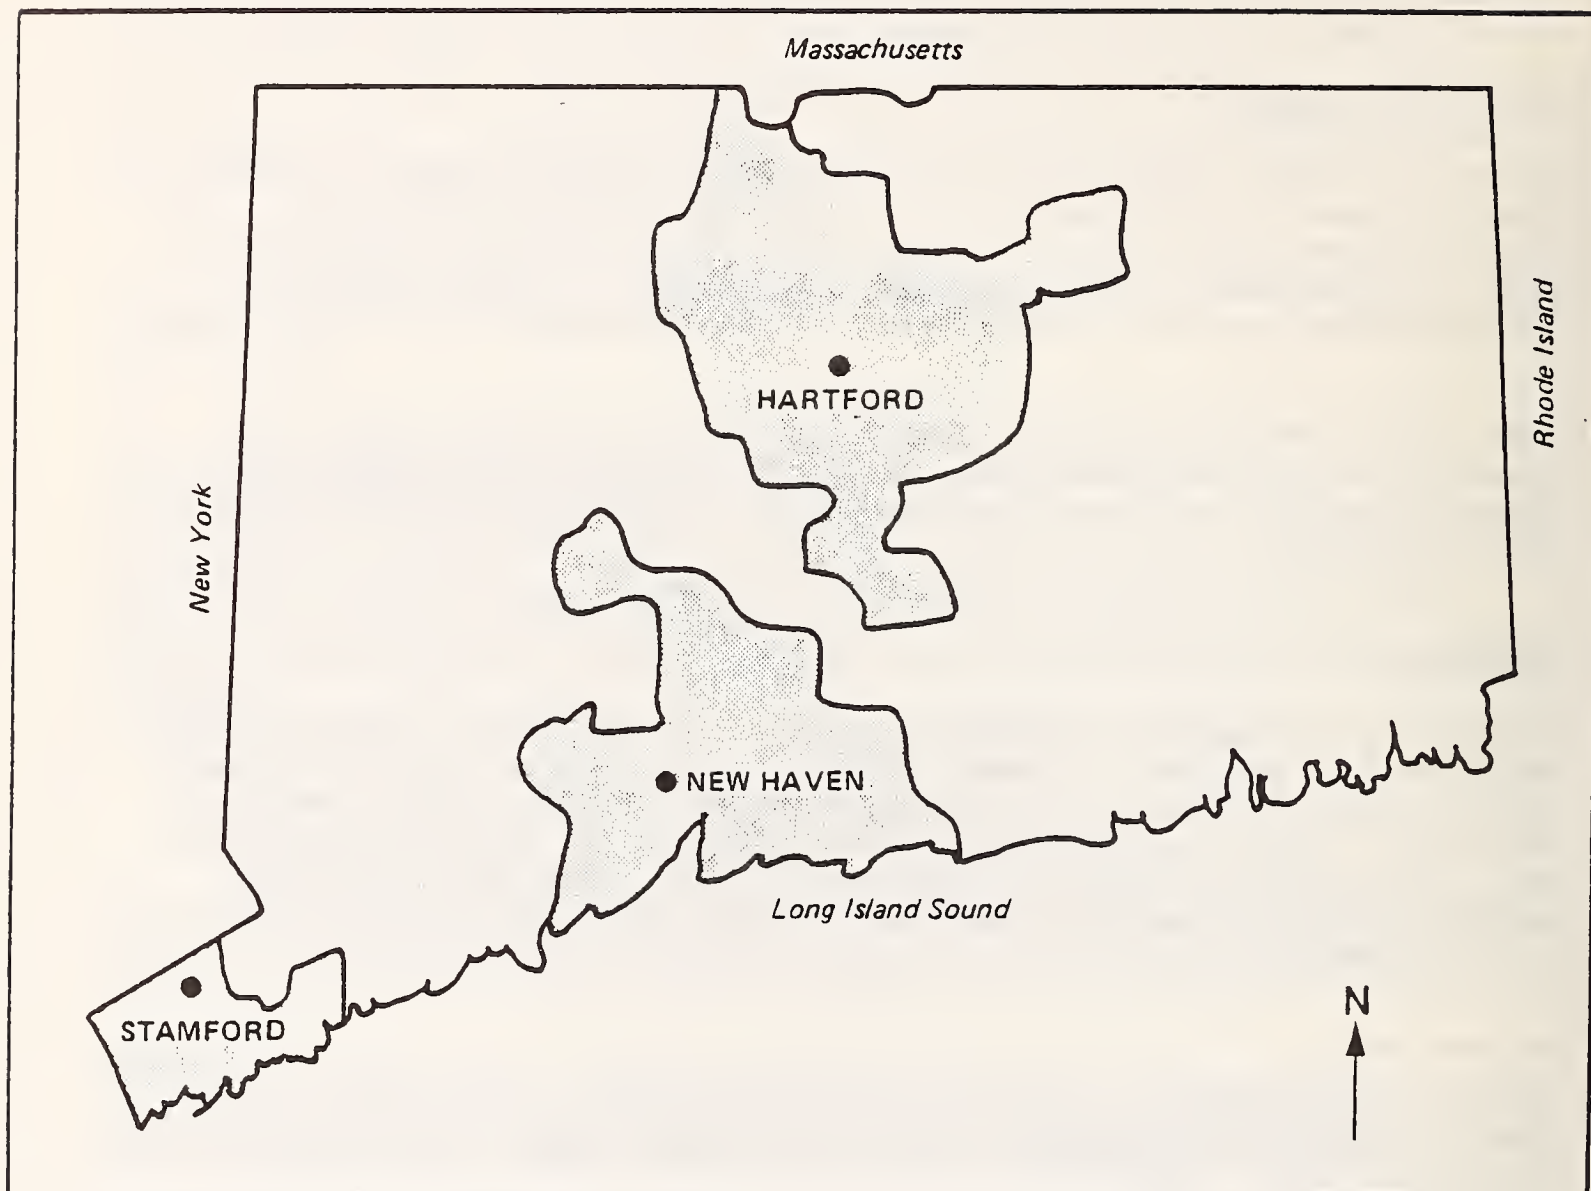 Massachusetts
Rhode Island
HARTFORD
New York
NEW HAVEN
Long Island Sound
N
STAMFORD